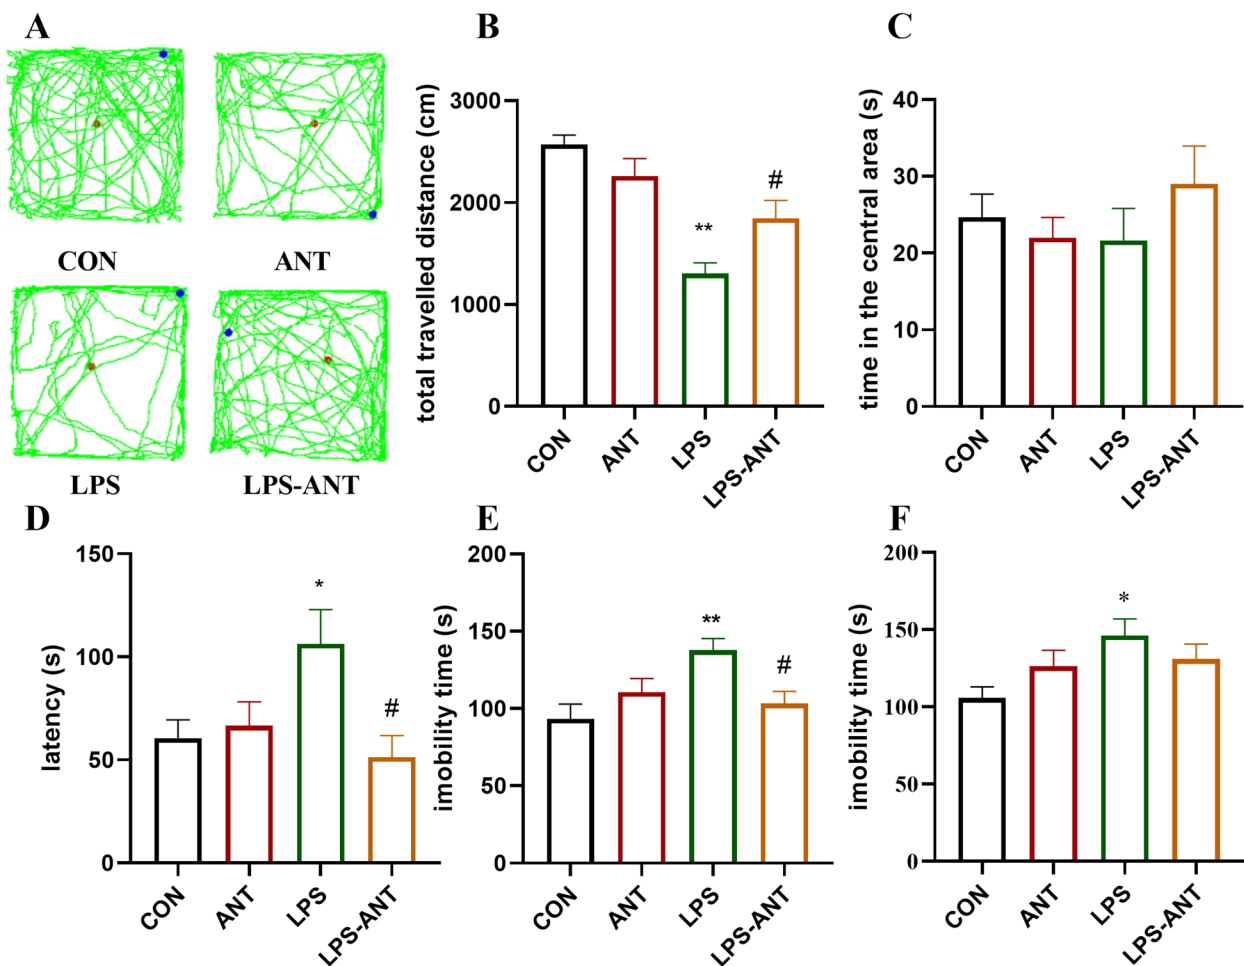 A
CON
ANT
LPS
LPS-ANT
B
total travelled distance (cm)
3000
2000
1000
0
**
#
CON
ANT
LPS
LPS-ANT
C
time in the central area (s)
40
30
20
10
0
CON
ANT
LPS
LPS-ANT
D
latency (s)
150
100
50
0
*
#
CON
ANT
LPS
LPS-ANT
E
imobility time (s)
200
150
100
50
0
**
#
CON
ANT
LPS
LPS-ANT
F
imobility time (s)
200
150
100
50
0
*
CON
ANT
LPS
LPS-ANT